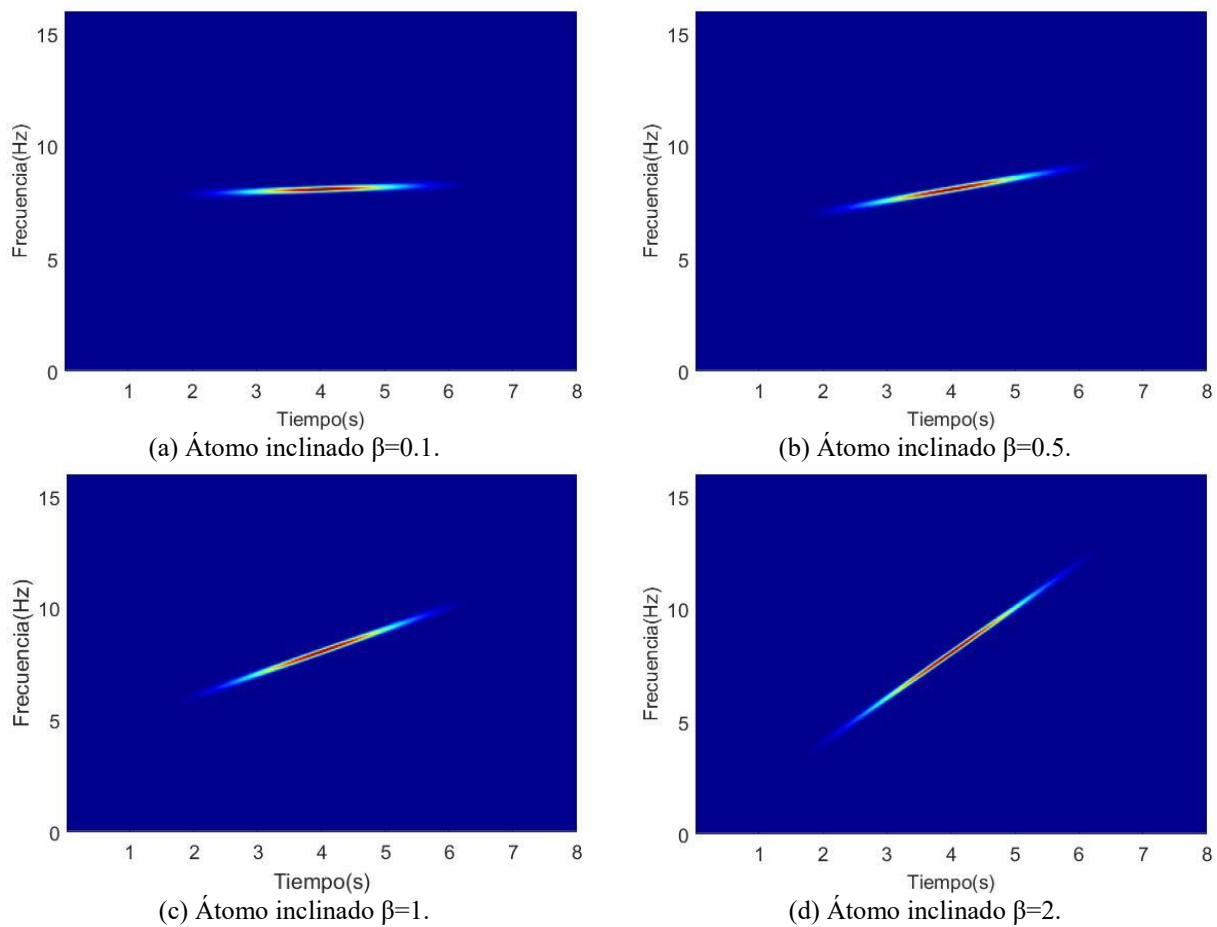 15
10
5
0
Frecuencia(Hz)
1 2 3 4 5 6 7 8
Tiempo(s)
(a) Átomo inclinado β=0.1.
15
10
5
0
Frecuencia(Hz)
1 2 3 4 5 6 7 8
Tiempo(s)
(b) Átomo inclinado β=0.5.
15
10
5
0
Frecuencia(Hz)
1 2 3 4 5 6 7 8
Tiempo(s)
(c) Átomo inclinado β=1.
15
10
5
0
Frecuencia(Hz)
1 2 3 4 5 6 7 8
Tiempo(s)
(d) Átomo inclinado β=2.